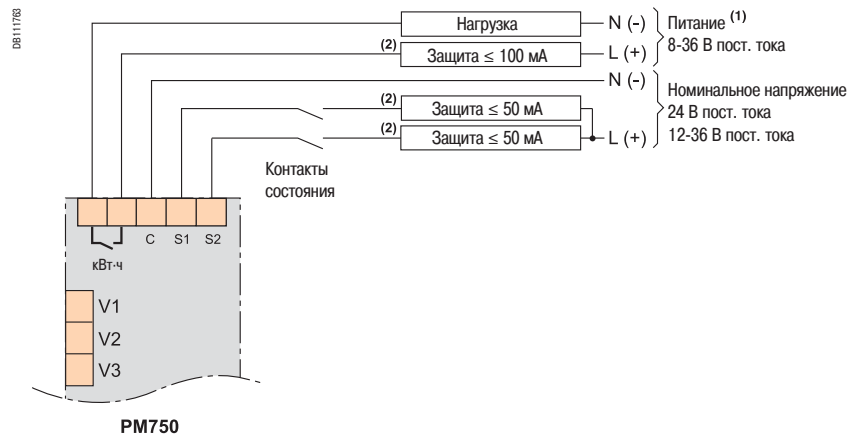 DB111763
Нагрузка N (-)
(2) Защита ≤ 100 мА L (+)
Питание (1)
8-36 В пост. тока
N (-)
(2) Защита ≤ 50 мА
(2) Защита ≤ 50 мА L (+)
Номинальное напряжение
24 В пост. тока
12-36 В пост. тока
Контакты
состояния
C S1 S2
кВт·ч
V1
V2
V3
PM750